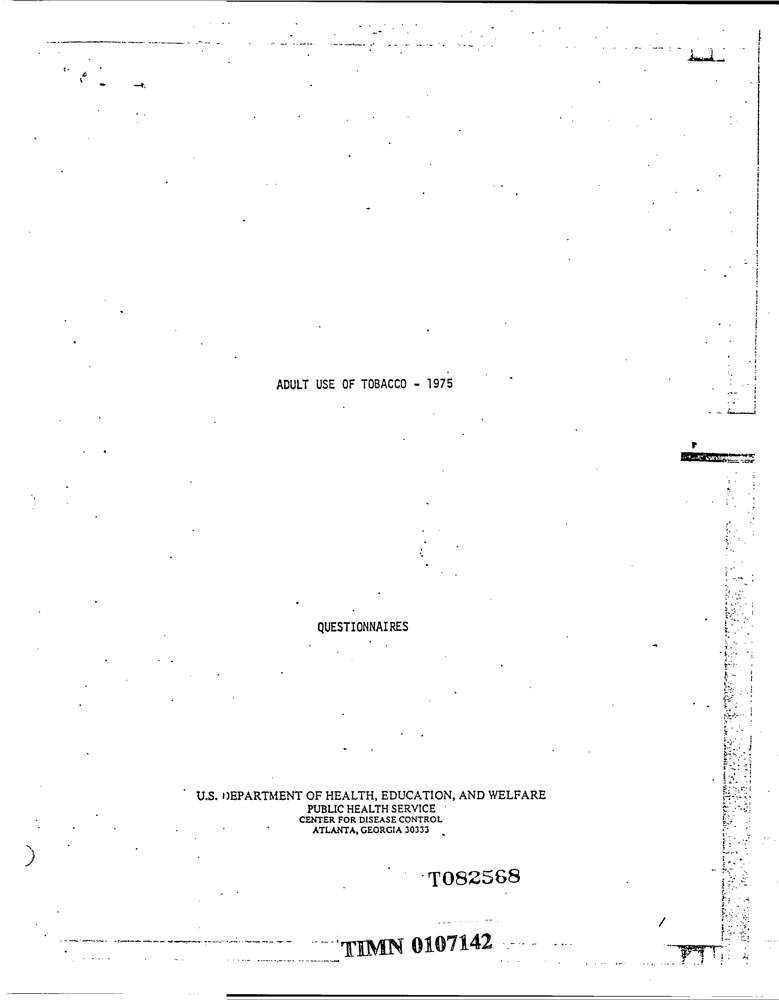 ADULT USE OF TOBACCO - 1975
QUESTIONNAIRES
U.S. DEPARTMENT OF HEALTH, EDUCATION, AND WELFARE
PUBLIC HEALTH SERVICE
CENTER FOR DISEASE CONTROL
ATLANTA, GEORGIA 30333
T082568
TIMN 0107142